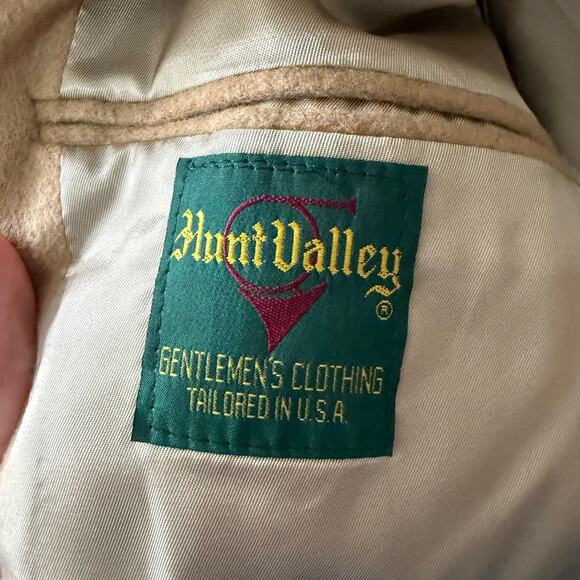 Hunt Valley
®
GENTLEMEN'S CLOTHING
TAILORED IN U.S.A.